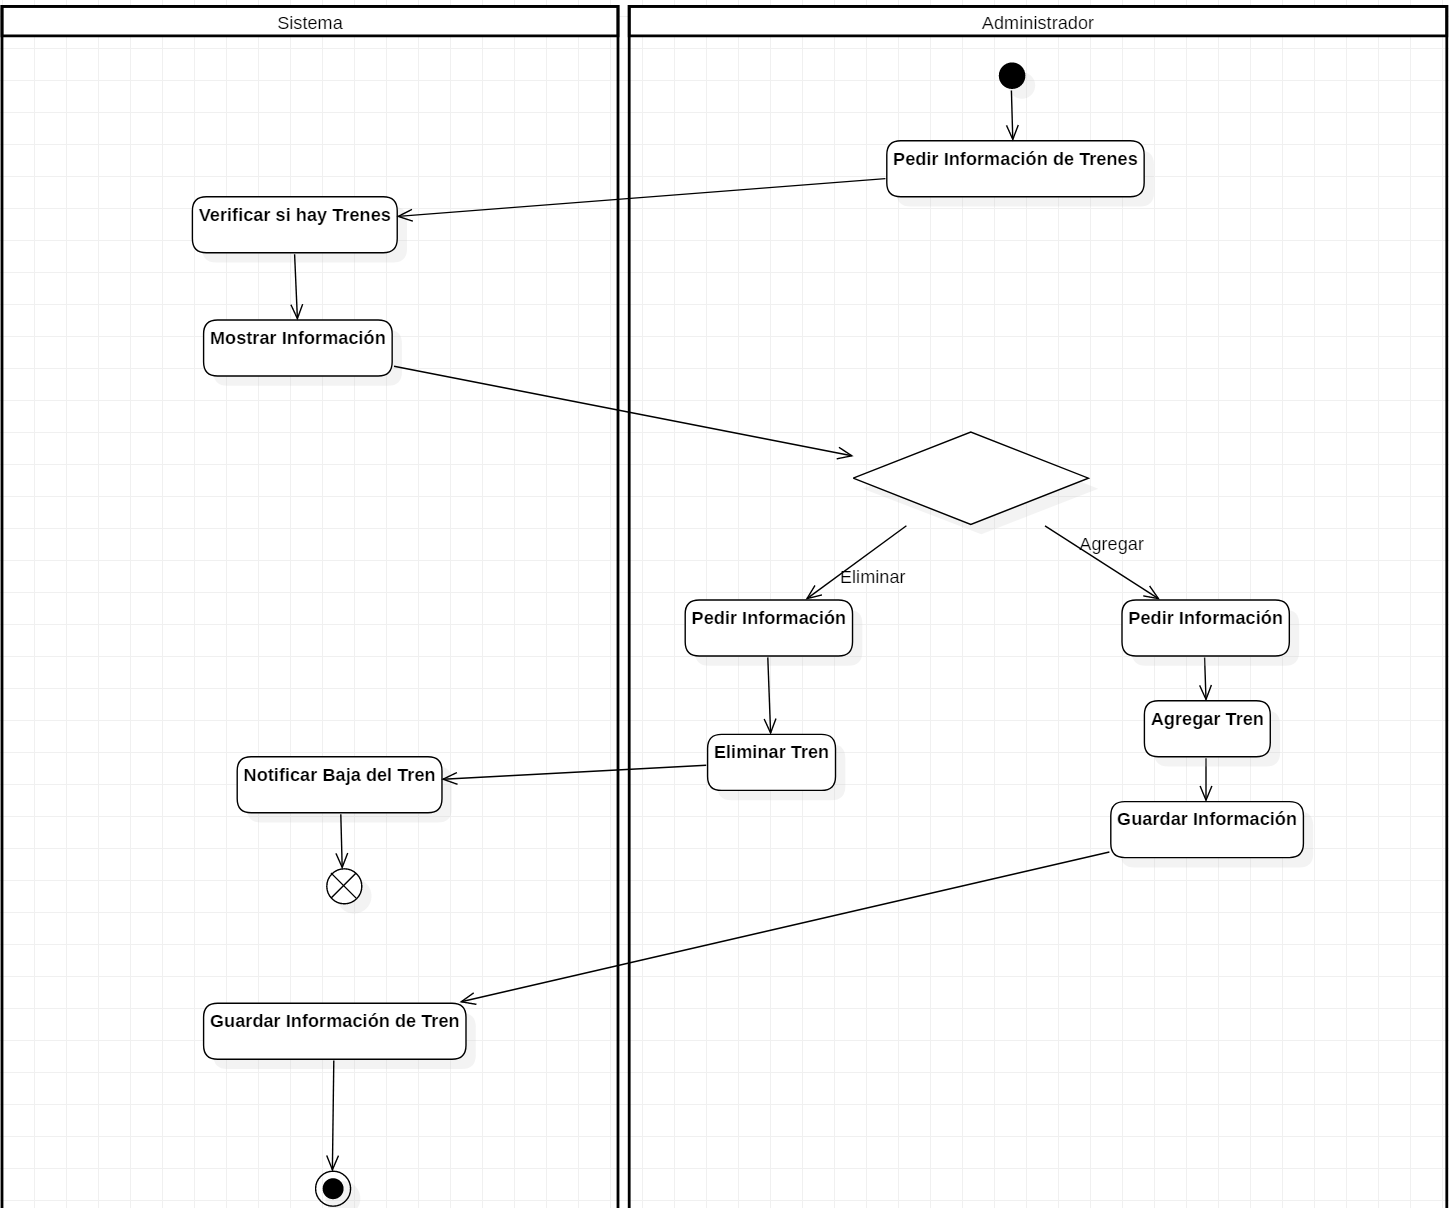 Sistema
Administrador
Pedir Información de Trenes
Verificar si hay Trenes
Mostrar Información
Agregar
Eliminar
Pedir Información
Pedir Información
Agregar Tren
Eliminar Tren
Notificar Baja del Tren
Guardar Información
Guardar Información de Tren